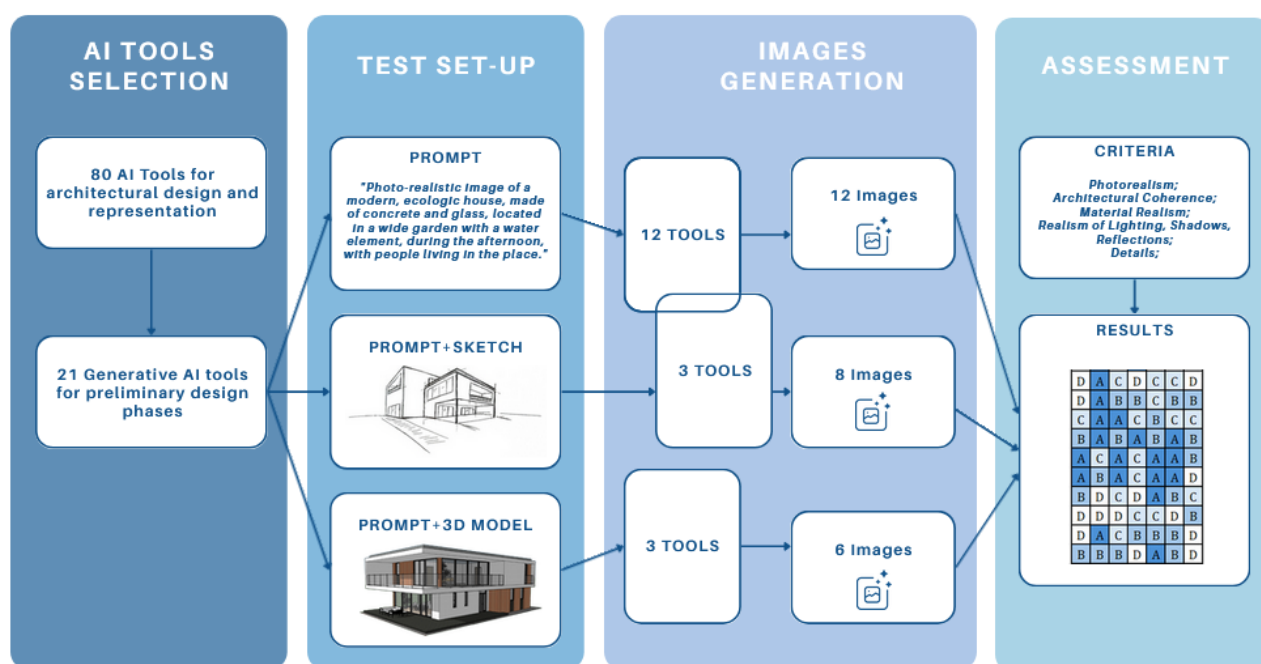 AI TOOLS
SELECTION
80 AI Tools for
architectural design and
representation
21 Generative AI tools
for preliminary design
phases
TEST SET-UP
PROMPT
"Photo-realistic image of a
modern, ecologic house, made
of concrete and glass, located
in a wide garden with a water
element, during the afternoon,
with people living in the place."
PROMPT+SKETCH
PROMPT+3D MODEL
IMAGES
GENERATION
12 TOOLS
12 Images
3 TOOLS
8 Images
3 TOOLS
6 Images
ASSESSMENT
CRITERIA
Photorealism;
Architectural Coherence;
Material Realism;
Realism of Lighting, Shadows,
Reflections;
Details;
RESULTS
D A C D C C D
D A B B C B B
C A A C B C C
B A B A B A B
A C A C A A B
A B A C A A D
B D C D A B C
D D D C C D B
D A C B B B D
B B B D A B D